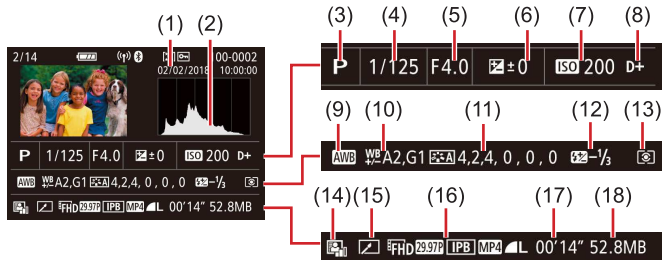 (1) (2)
2/14 00-0002
02/02/2018 10:00:00
P 1/125 F4.0 ±0 ISO 200 D+
AWB WB A2,G1 A 4,2,4, 0, 0, 0 -1/3
FHD 29.97P IPB MP4 L 00'14" 52.8MB
(3) (4) (5) (6) (7) (8)
P 1/125 F4.0 ±0 ISO 200 D+
(9) (10) (11) (12) (13)
AWB WB A2,G1 A 4,2,4, 0, 0, 0 -1/3
(14) (15) (16) (17) (18)
FHD 29.97P IPB MP4 L 00'14" 52.8MB